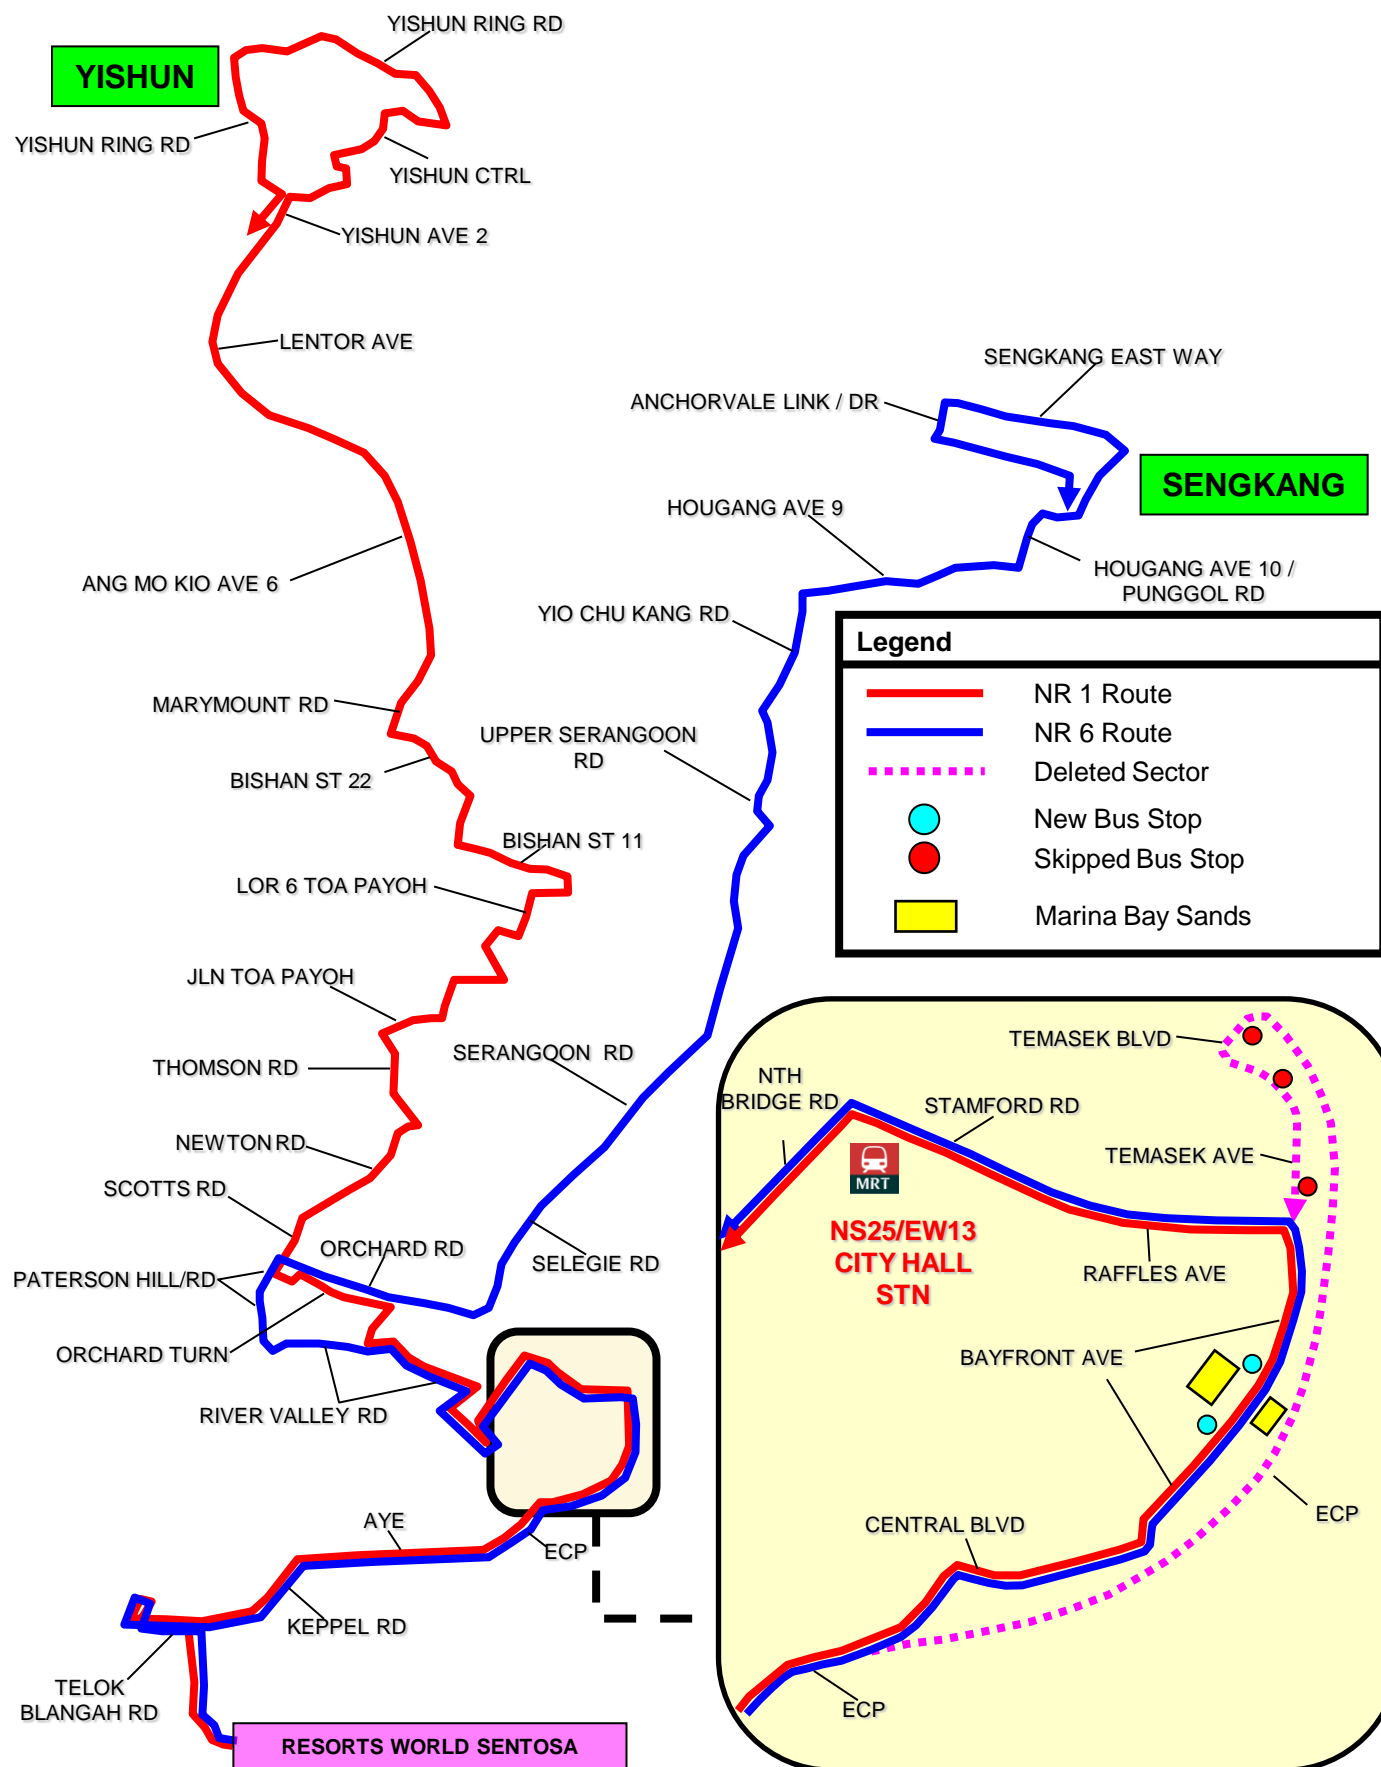 YISHUN RING RD
YISHUN
YISHUN RING RD
YISHUN CTRL
YISHUN AVE 2
LENTOR AVE
SENGKANG EAST WAY
ANCHORVALE LINK / DR
SENGKANG
HOUGANG AVE 9
HOUGANG AVE 10 /
PUNGGOL RD
ANG MO KIO AVE 6
YIO CHU KANG RD
Legend
NR 1 Route
NR 6 Route
Deleted Sector
New Bus Stop
Skipped Bus Stop
Marina Bay Sands
MARYMOUNT RD
UPPER SERANGOON
RD
BISHAN ST 22
BISHAN ST 11
LOR 6 TOA PAYOH
JLN TOA PAYOH
SERANGOON RD
THOMSON RD
NEWTON RD
SCOTTS RD
ORCHARD RD
SELEGIE RD
PATERSON HILL/RD
ORCHARD TURN
RIVER VALLEY RD
AYE
ECP
KEPPEL RD
TELOK
BLANGAH RD
RESORTS WORLD SENTOSA
TEMASEK BLVD
NTH
BRIDGE RD
STAMFORD RD
MRT
TEMASEK AVE
NS25/EW13
CITY HALL
STN
RAFFLES AVE
BAYFRONT AVE
CENTRAL BLVD
ECP
ECP